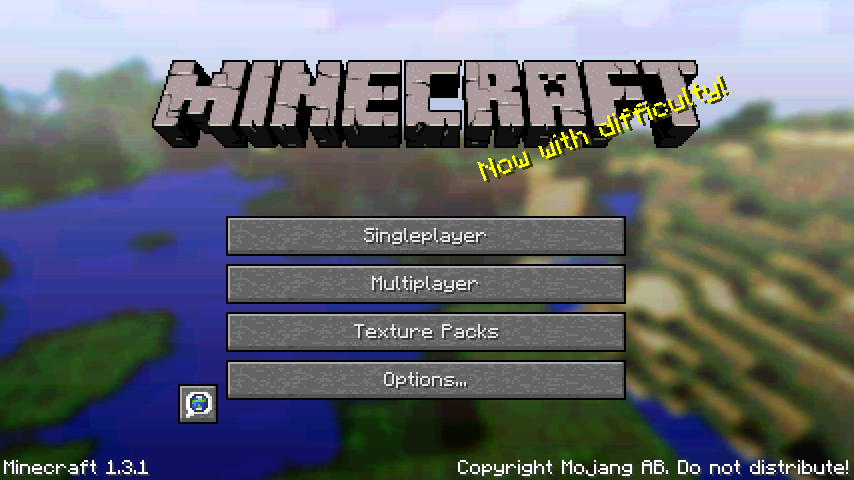 MINECRAFT
Now with difficulty!
Singleplayer
Multiplayer
Texture Packs
Options...
Minecraft 1.3.1
Copyright Mojang AB. Do not distribute!